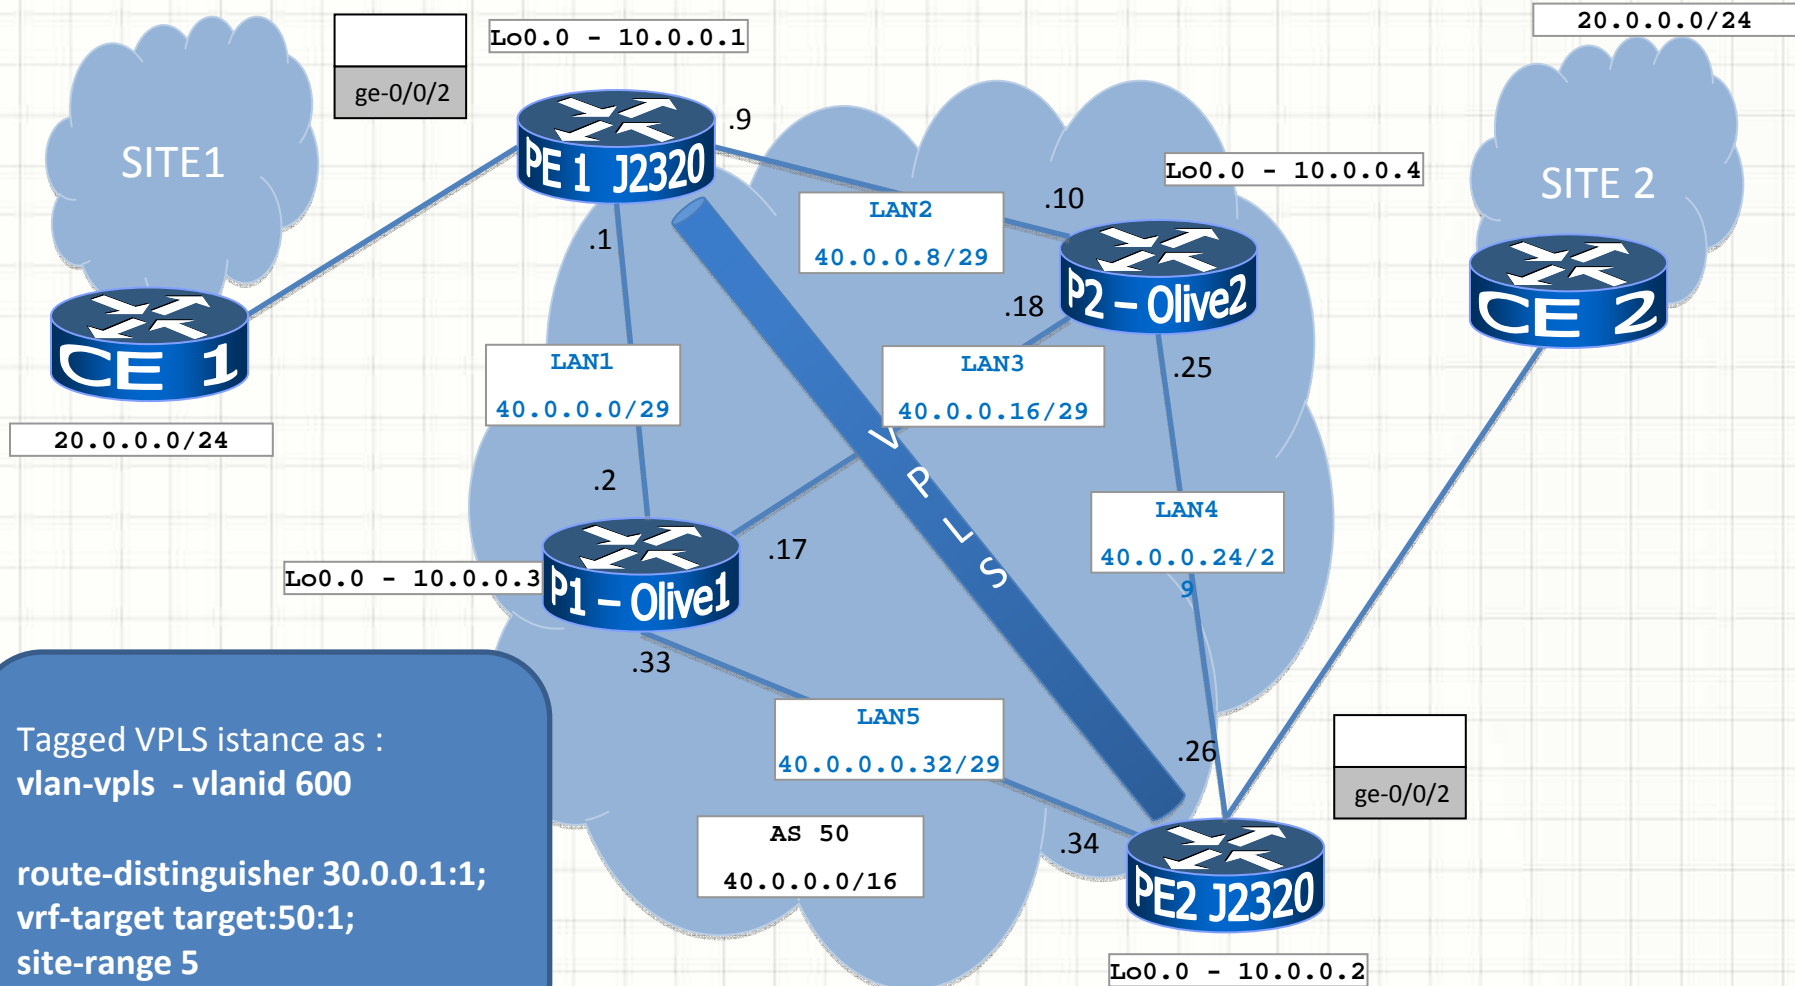 20.0.0.0/24
Lo0.0 - 10.0.0.1
ge-0/0/2
SITE1
PE 1 J2320
.9
Lo0.0 - 10.0.0.4
SITE 2
.10
LAN2
40.0.0.8/29
.1
P2 – Olive2
CE 2
.18
CE 1
LAN1
40.0.0.0/29
LAN3
40.0.0.16/29
.25
20.0.0.0/24
V
P
L
S
.2
LAN4
40.0.0.24/2
9
.17
Lo0.0 - 10.0.0.3
P1 – Olive1
.33
LAN5
40.0.0.0.32/29
.26
ge-0/0/2
Tagged VPLS istance as :
vlan-vpls - vlanid 600
route-distinguisher 30.0.0.1:1;
vrf-target target:50:1;
site-range 5
AS 50
40.0.0.0/16
.34
PE2 J2320
Lo0.0 - 10.0.0.2